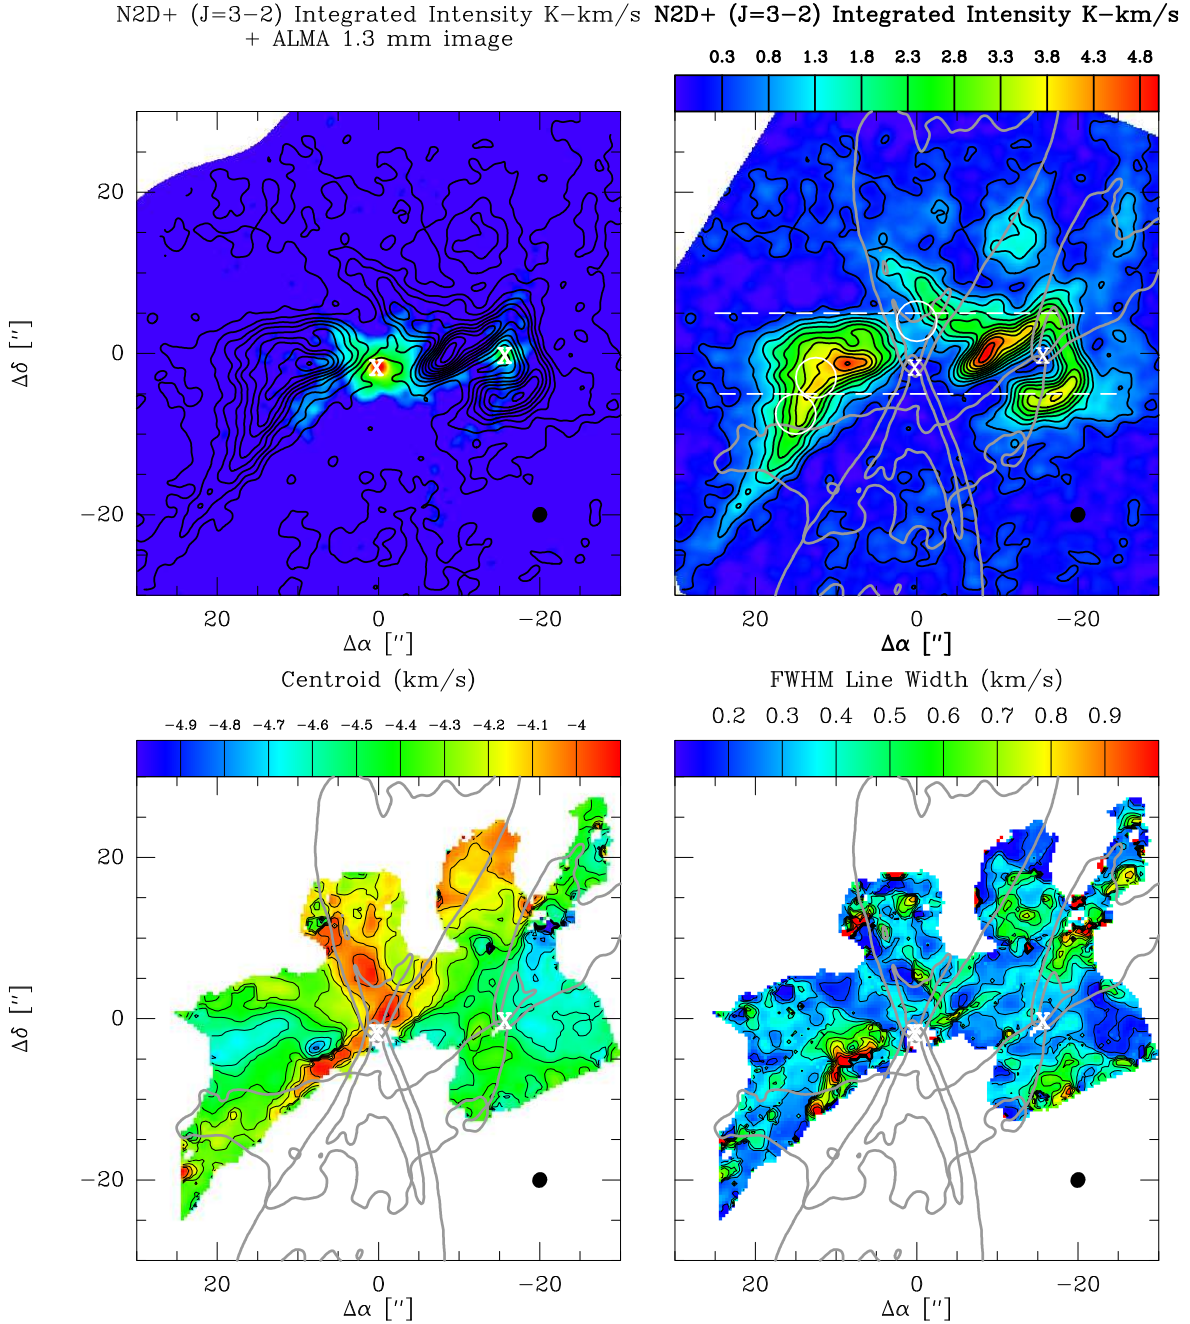 N2D+ (J=3−2) Integrated Intensity K−km/s
+ ALMA 1.3 mm image
N2D+ (J=3−2) Integrated Intensity K−km/s
0.3 0.8 1.3 1.8 2.3 2.8 3.3 3.8 4.3 4.8
20
0
−20
Δδ ["]
X X
X X
20 0 −20
Δα ["]
20 0 −20
Δα ["]
Centroid (km/s)
−4.9 −4.8 −4.7 −4.6 −4.5 −4.4 −4.3 −4.2 −4.1 −4
FWHM Line Width (km/s)
0.2 0.3 0.4 0.5 0.6 0.7 0.8 0.9
20
0
−20
Δδ ["]
X X
X X
20 0 −20
Δα ["]
20 0 −20
Δα ["]